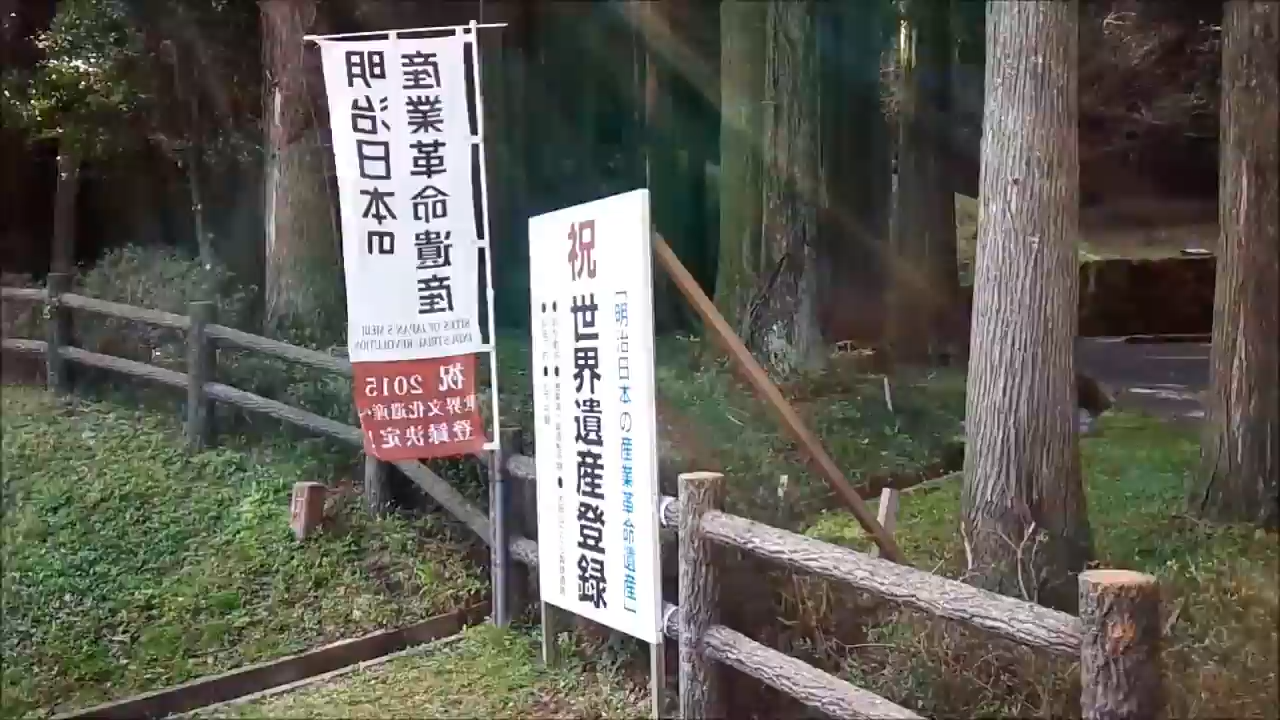 明治日本の
産業革命遺産
SITES OF JAPAN'S MEIJI
INDUSTRIAL REVOLUTION
祝 2015
世界文化遺産へ
登録決定!
「明治日本の産業革命遺産」
祝 世界遺産登録